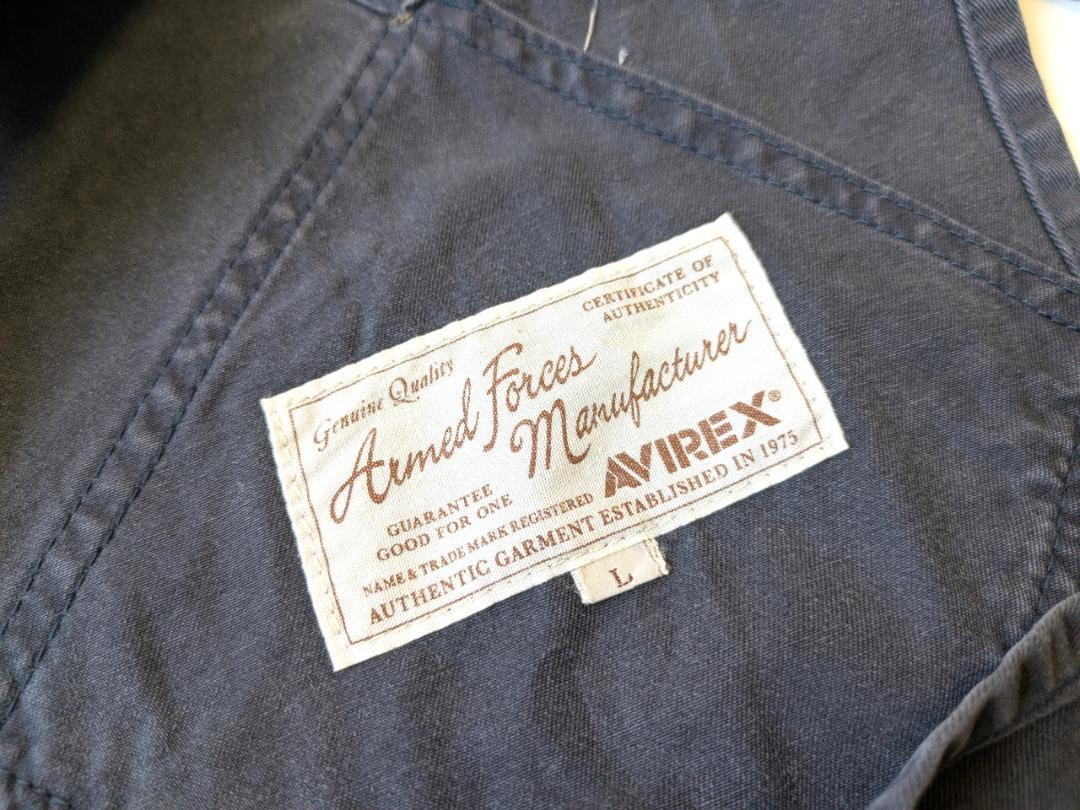 CERTIFICATE OF
AUTHENTICITY
Genuine Quality
Armed Forces
Manufacturer
GUARANTEE
GOOD FOR ONE
AVIREX®
NAME & TRADE MARK REGISTERED
AUTHENTIC GARMENT ESTABLISHED IN 1975
L